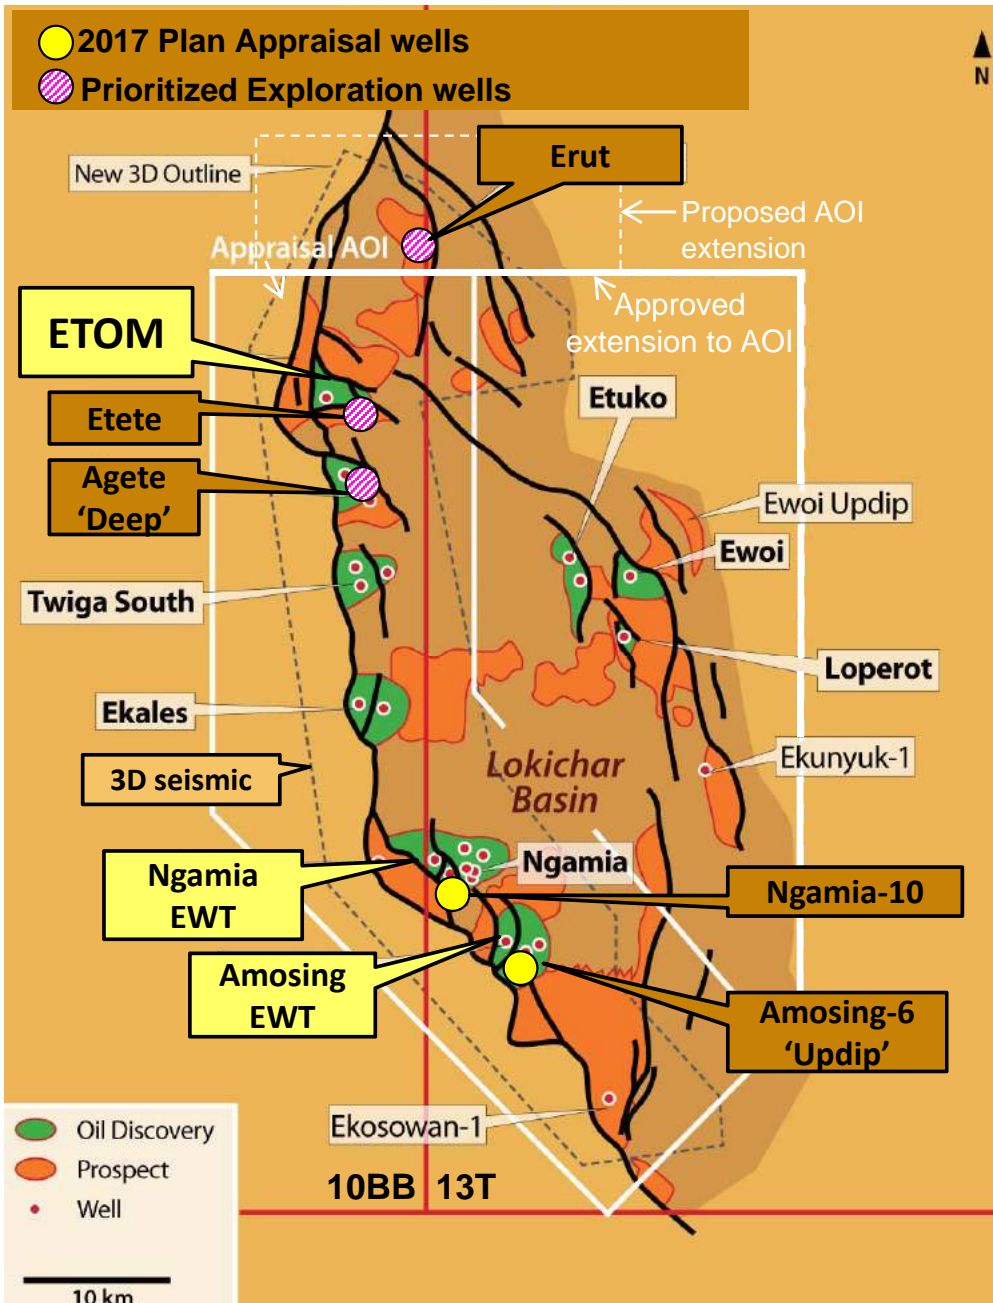 2017 Plan Appraisal wells
Prioritized Exploration wells
N
Erut
New 3D Outline
Proposed AOI
extension
Appraisal AOI
Approved
extension to AOI
ETOM
Etuko
Etete
Agete
‘Deep’
Ewoi Updip
Ewoi
Twiga South
Loperot
Ekales
Lokichar
Basin
Ekunyuk-1
3D seismic
Ngamia
EWT
Ngamia
Ngamia-10
Amosing
EWT
Amosing-6
‘Updip’
Ekosowan-1
Oil Discovery
Prospect
Well
10BB 13T
10 km